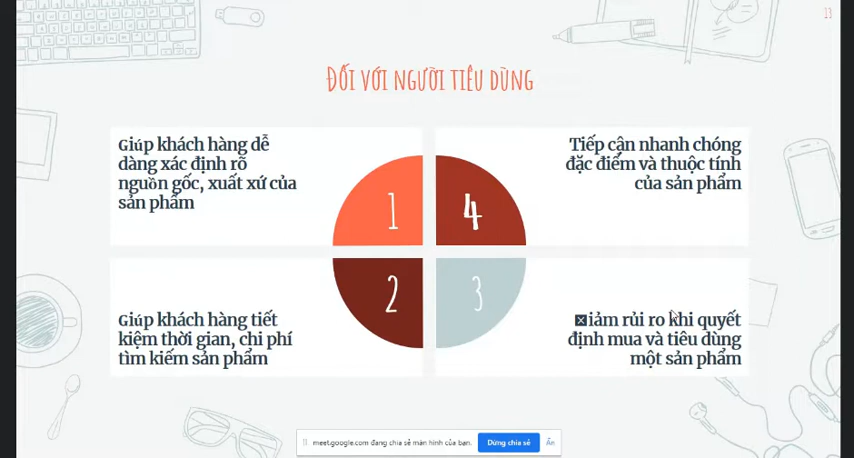 13
Đối với người tiêu dùng
Giúp khách hàng dễ
dàng xác định rõ
nguồn gốc, xuất xứ của
sản phẩm
1
4
Tiếp cận nhanh chóng
đặc điểm và thuộc tính
của sản phẩm
2
3
Giúp khách hàng tiết
kiệm thời gian, chi phí
tìm kiếm sản phẩm
iảm rủi ro khi quyết
định mua và tiêu dùng
một sản phẩm
meet.google.com đang chia sẻ màn hình của bạn.
Dừng chia sẻ
Ẩn